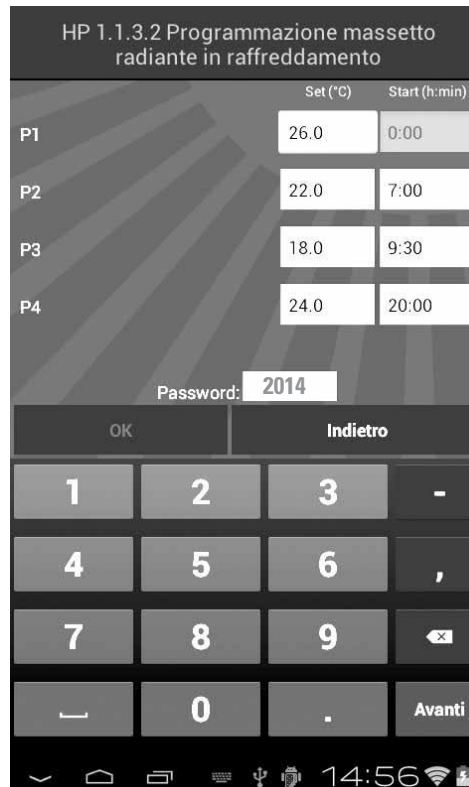 HP 1.1.3.2 Programmazione massetto
radiante in raffreddamento
Set (°C) Start (h:min)
P1 26.0 0:00
P2 22.0 7:00
P3 18.0 9:30
P4 24.0 20:00
Password: 2014
OK Indietro
1 2 3 -
4 5 6 ,
7 8 9
0 . Avanti
14:56